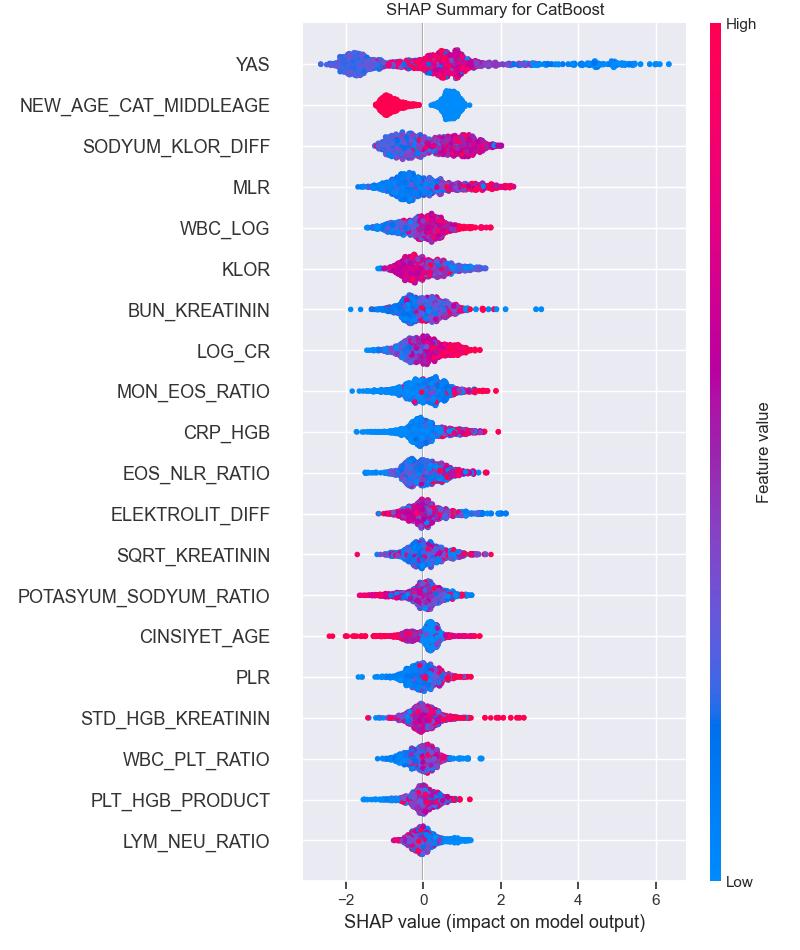 SHAP Summary for CatBoost
High
YAS
NEW_AGE_CAT_MIDDLEAGE
SODYUM_KLOR_DIFF
MLR
WBC_LOG
KLOR
BUN_KREATININ
LOG_CR
MON_EOS_RATIO
CRP_HGB
EOS_NLR_RATIO
ELEKTROLIT_DIFF
SQRT_KREATININ
POTASYUM_SODYUM_RATIO
CINSIYET_AGE
PLR
STD_HGB_KREATININ
WBC_PLT_RATIO
PLT_HGB_PRODUCT
LYM_NEU_RATIO
Feature value
Low
−2 0 2 4 6
SHAP value (impact on model output)